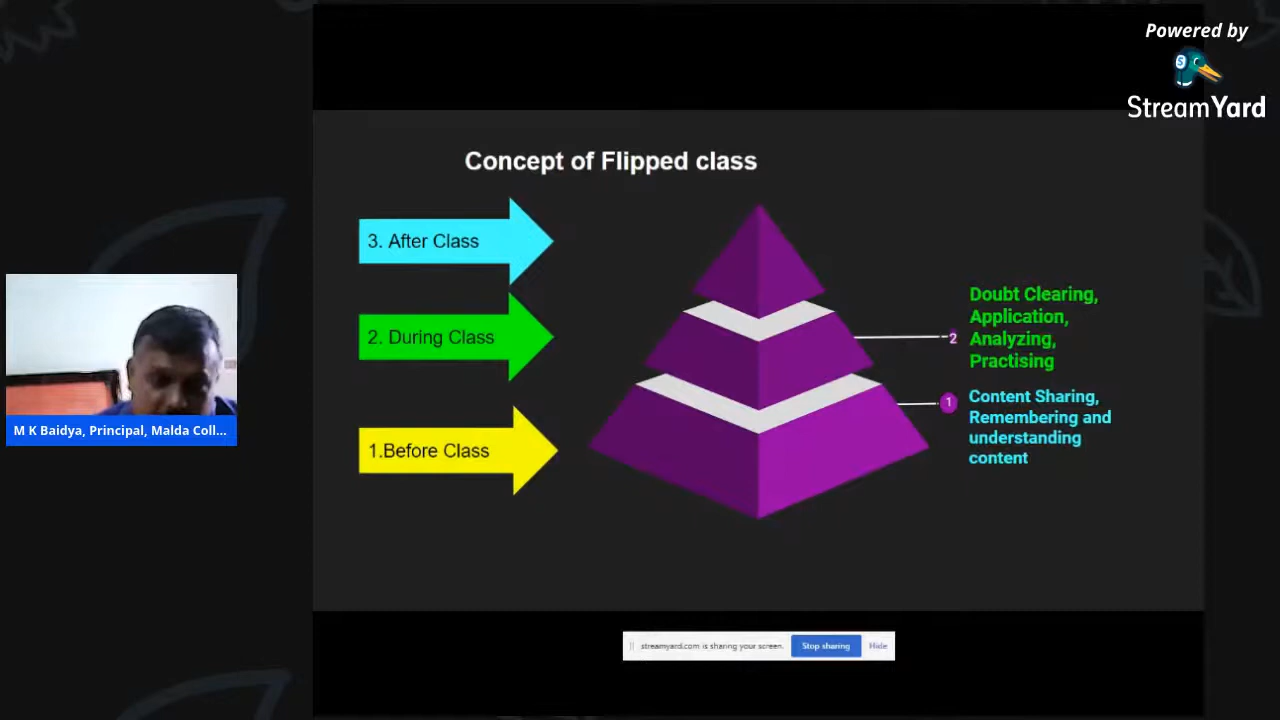 Powered by
StreamYard
Concept of Flipped class
3. After Class
2. During Class
1.Before Class
2
Doubt Clearing,
Application,
Analyzing,
Practising
1
Content Sharing,
Remembering and
understanding
content
M K Baidya, Principal, Malda Coll...
streamyard.com is sharing your screen.
Stop sharing
Hide